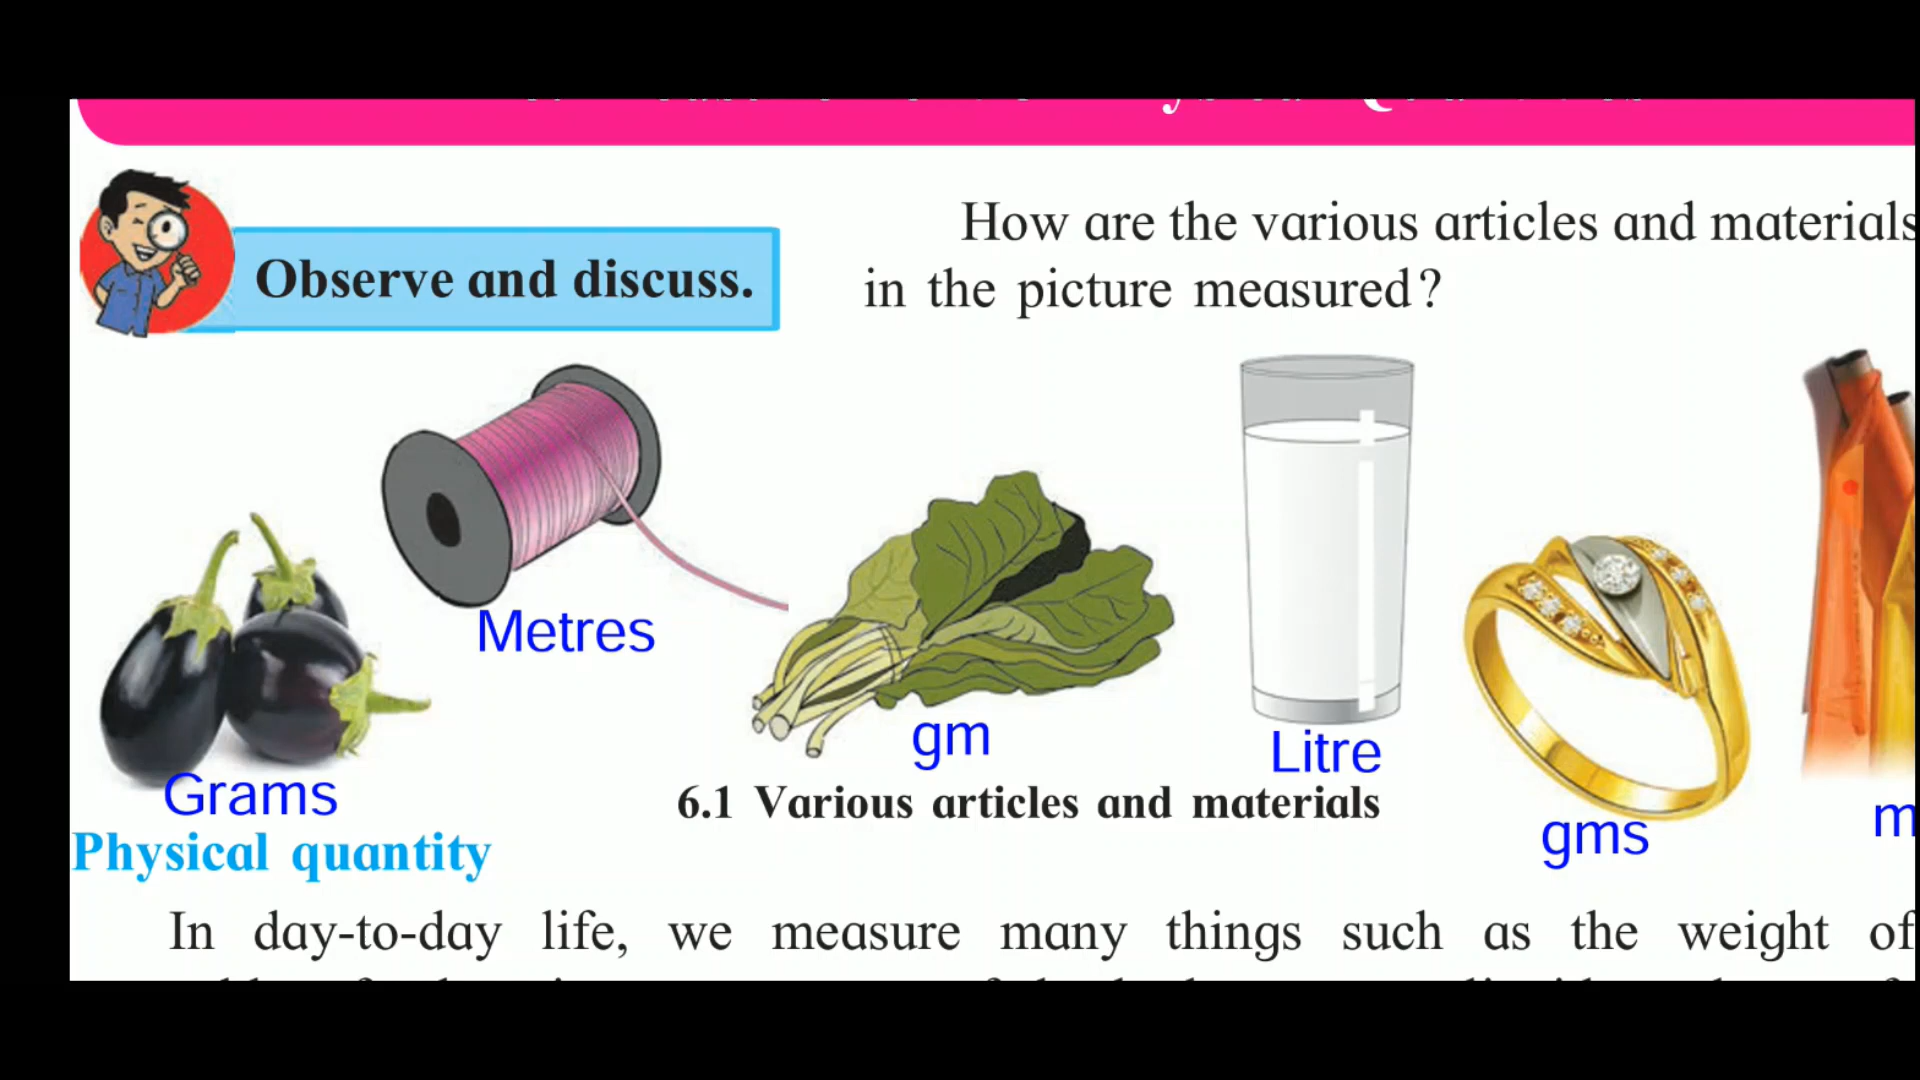 How are the various articles and materials
Observe and discuss.
in the picture measured?
Metres
gm
Litre
Grams
6.1 Various articles and materials
gms
m
Physical quantity
In day-to-day life, we measure many things such as the weight of